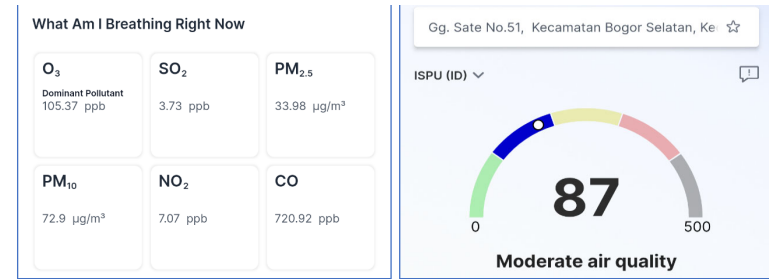 What Am I Breathing Right Now
O₃
Dominant Pollutant
105.37 ppb
SO₂
3.73 ppb
PM₂.₅
33.98 µg/m³
PM₁₀
72.9 µg/m³
NO₂
7.07 ppb
CO
720.92 ppb
Gg. Sate No.51, Kecamatan Bogor Selatan, Ke
ISPU (ID)
!
87
0
500
Moderate air quality